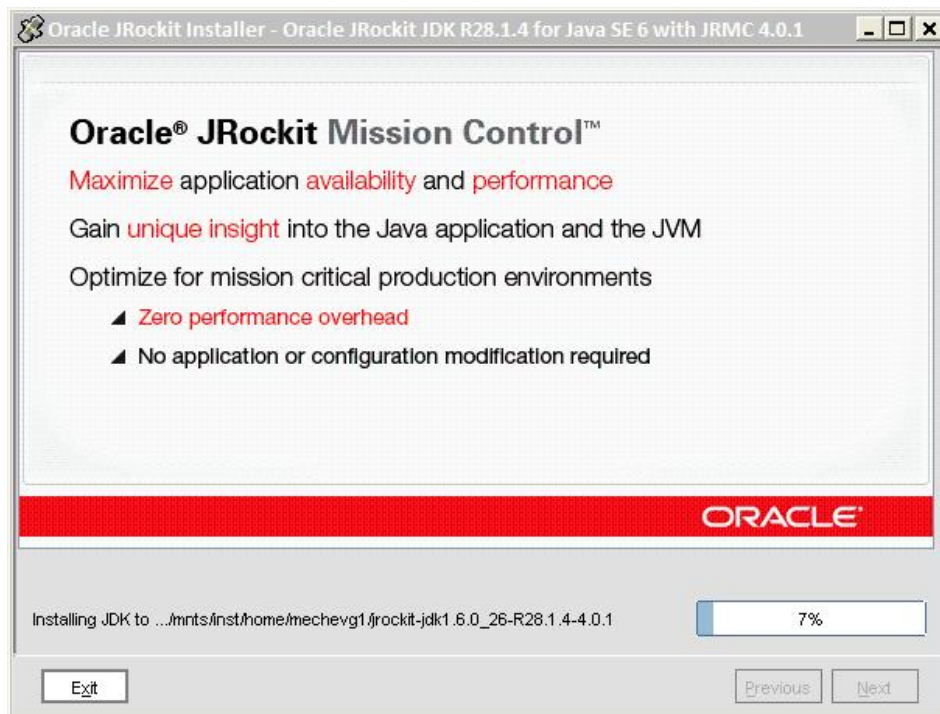 Oracle JRockit Installer - Oracle JRockit JDK R28.1.4 for Java SE 6 with JRMC 4.0.1
Oracle® JRockit Mission Control™
Maximize application availability and performance
Gain unique insight into the Java application and the JVM
Optimize for mission critical production environments
Zero performance overhead
No application or configuration modification required
ORACLE®
Installing JDK to .../mnts/inst/home/mechevg1/jrockit-jdk1.6.0_26-R28.1.4-4.0.1
7%
Exit
Previous
Next